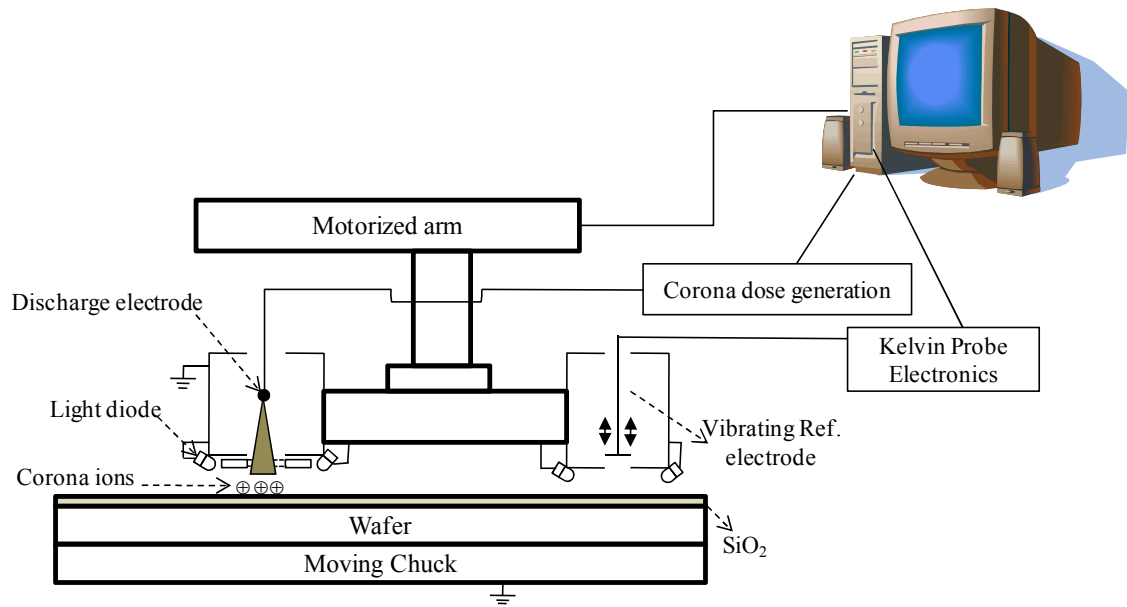 Motorized arm
Discharge electrode
Corona dose generation
Kelvin Probe
Electronics
Light diode
Vibrating Ref.
electrode
Corona ions
Wafer
SiO₂
Moving Chuck